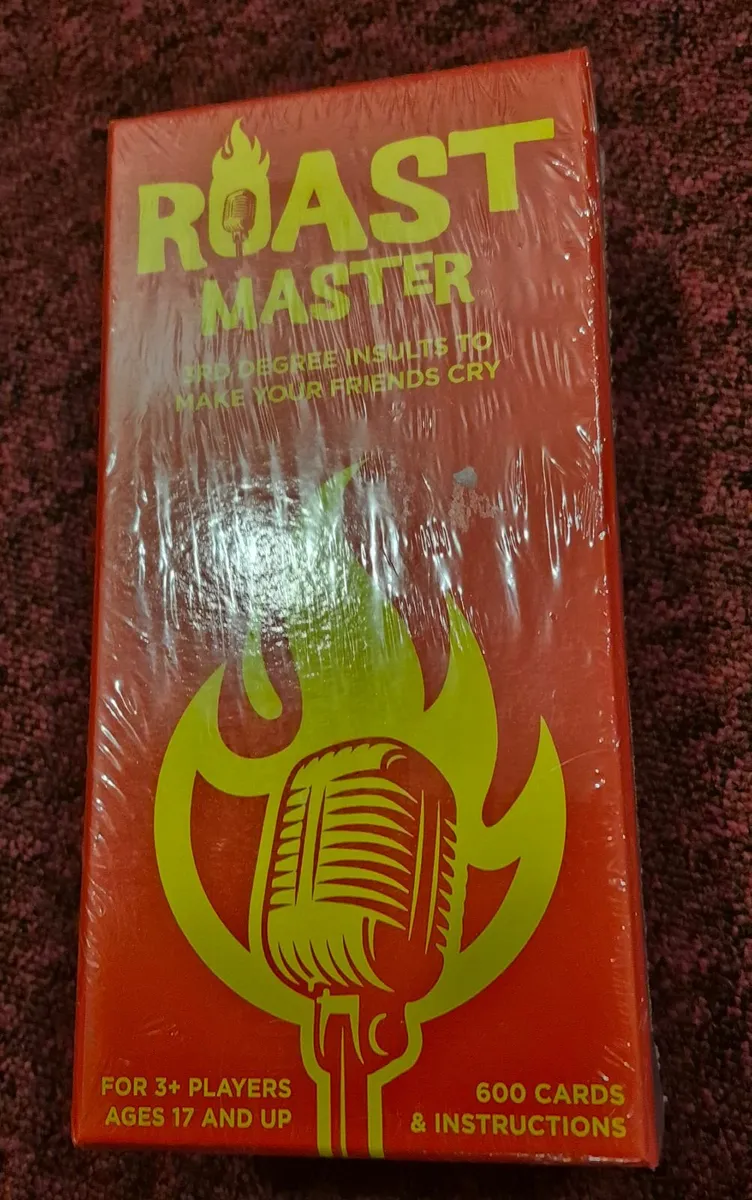 ROAST
MASTER
3RD DEGREE INSULTS TO
MAKE YOUR FRIENDS CRY
FOR 3+ PLAYERS
AGES 17 AND UP
600 CARDS
& INSTRUCTIONS